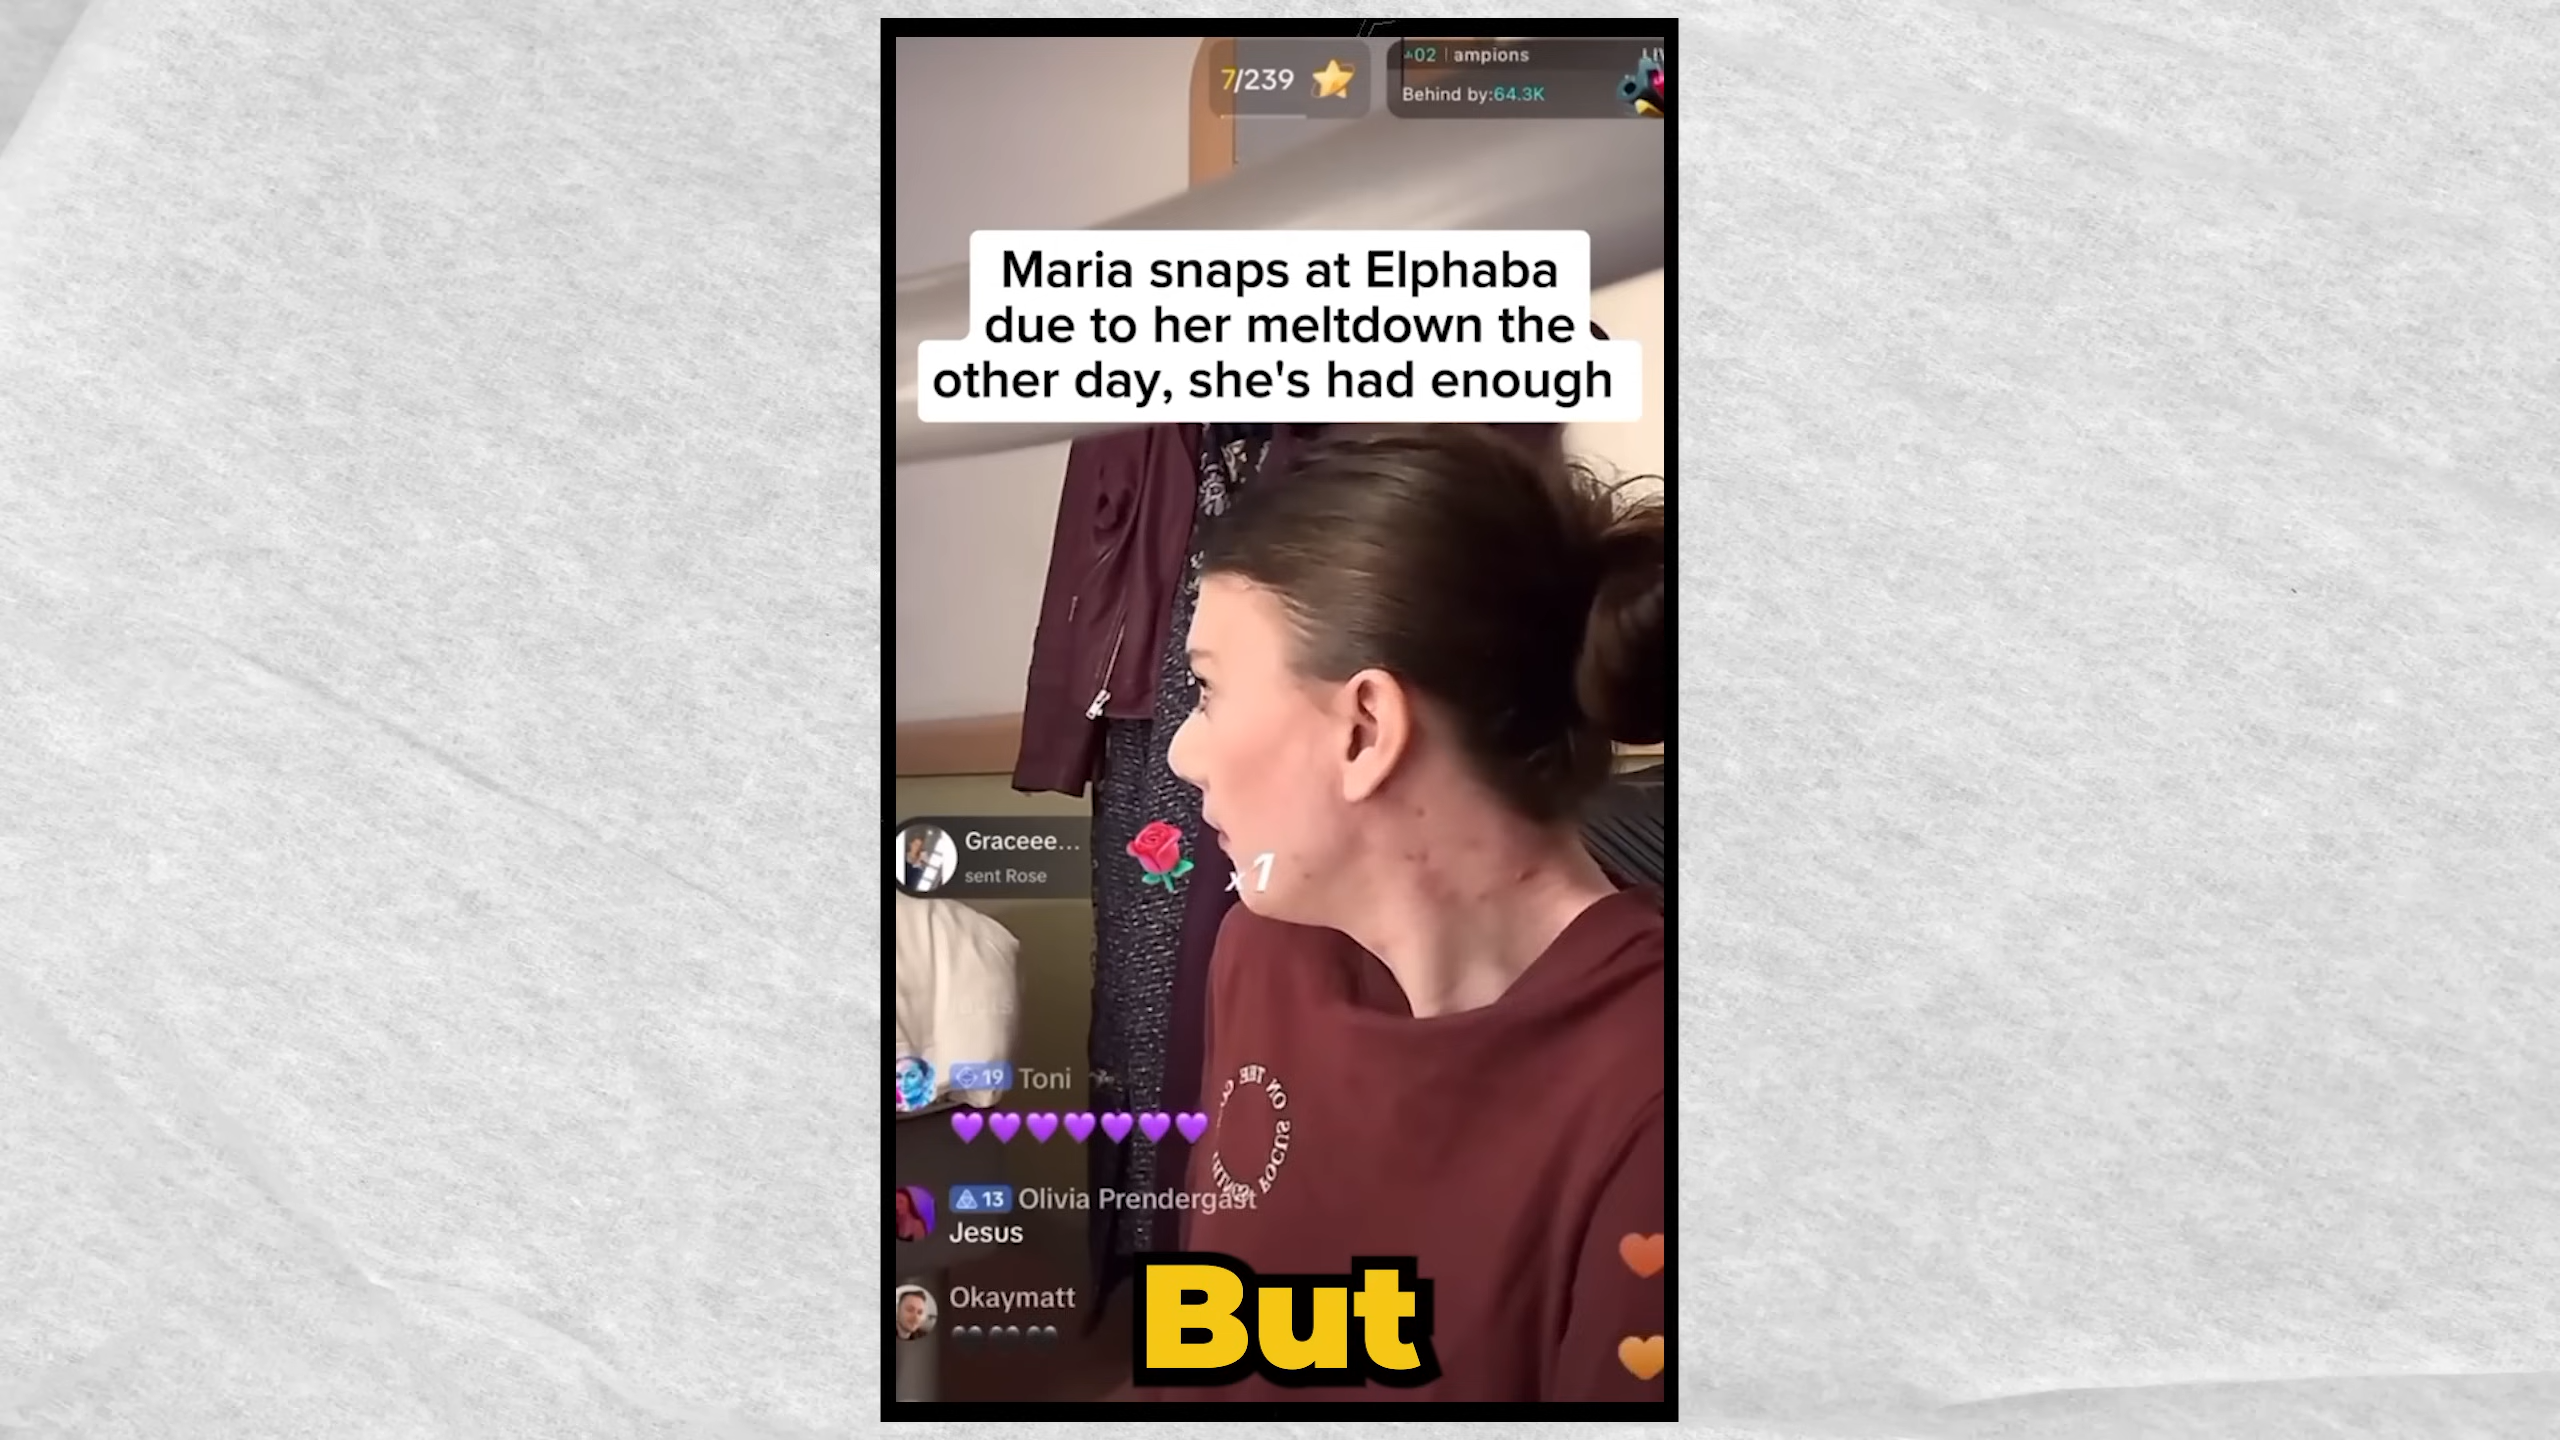 7/239
ampions
Behind by:64.3K
Maria snaps at Elphaba
due to her meltdown the
other day, she's had enough
Graceee...
sent Rose
x1
19 Toni
💜💜💜💜💜💜💜
13 Olivia Prendergast
Jesus
Okaymatt
But